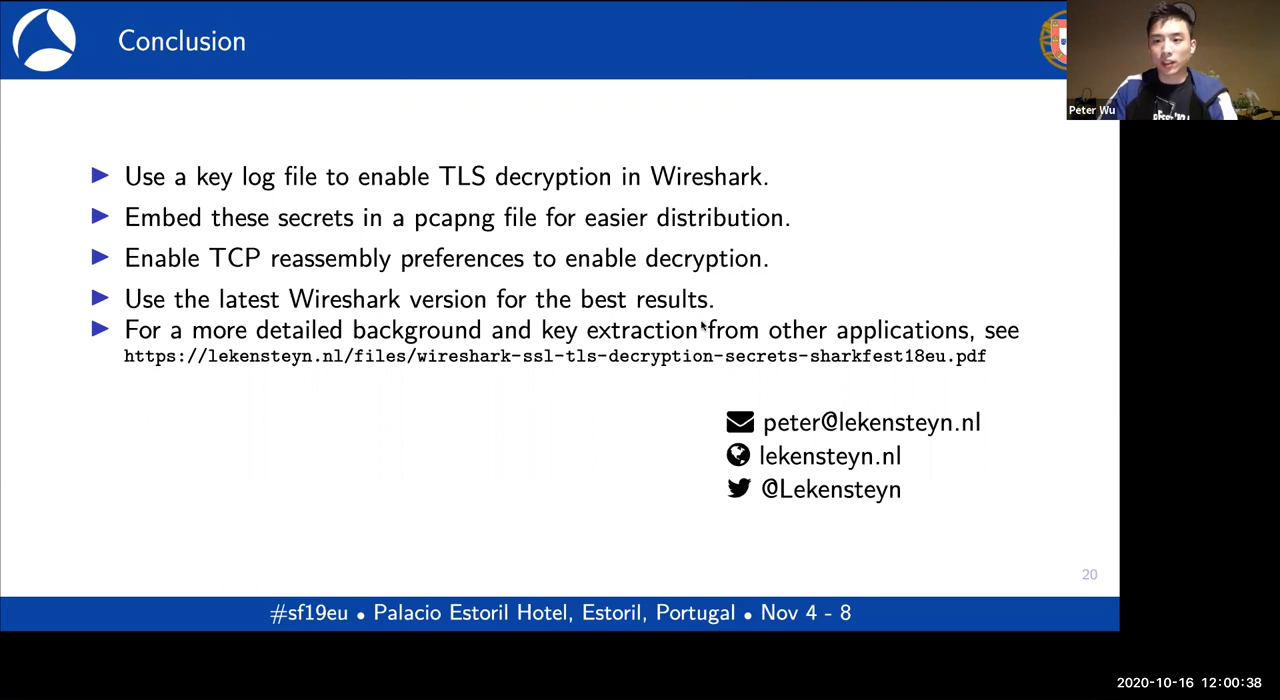 Conclusion
Peter Wu
Use a key log file to enable TLS decryption in Wireshark.
Embed these secrets in a pcapng file for easier distribution.
Enable TCP reassembly preferences to enable decryption.
Use the latest Wireshark version for the best results.
For a more detailed background and key extraction from other applications, see
https://lekensteyn.nl/files/wireshark-ssl-tls-decryption-secrets-sharkfest18eu.pdf
peter@lekensteyn.nl
lekensteyn.nl
@Lekensteyn
20
#sf19eu • Palacio Estoril Hotel, Estoril, Portugal • Nov 4 - 8
2020-10-16 12:00:38